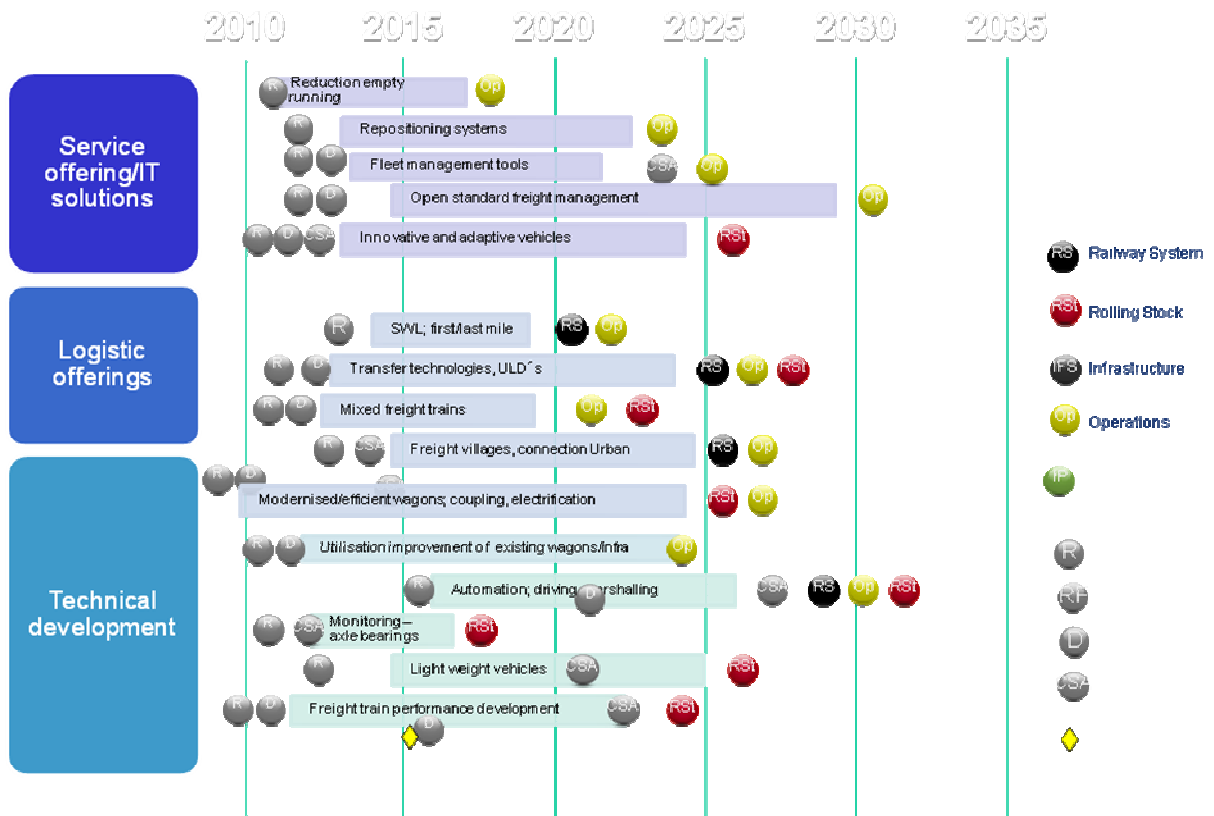 2010 2015 2020 2025 2030 2035
Service
offering/IT
solutions
R Reduction empty
running
Op
R Repositioning systems Op
R D Fleet management tools CSA Op
R D Open standard freight management Op
R D CSA Innovative and adaptive vehicles RSt
Logistic
offerings
R SWL; first/last mile RS Op
R D Transfer technologies, ULD´s RS Op RSt
R D Mixed freight trains Op RSt
R CSA Freight villages, connection Urban RS Op
Technical
development
R D
Modernised/efficient wagons; coupling, electrification RSt Op
R D Utilisation improvement of existing wagons/Infra Op
R Automation; driving, D CSA RS Op RSt
R CSA Monitoring –
axle bearings
RSt
R Light weight vehicles CSA RSt
R D Freight train performance development CSA RSt
D
RS Railway System
RSt Rolling Stock
IFS Infrastructure
Op Operations
IP
R
D
CSA